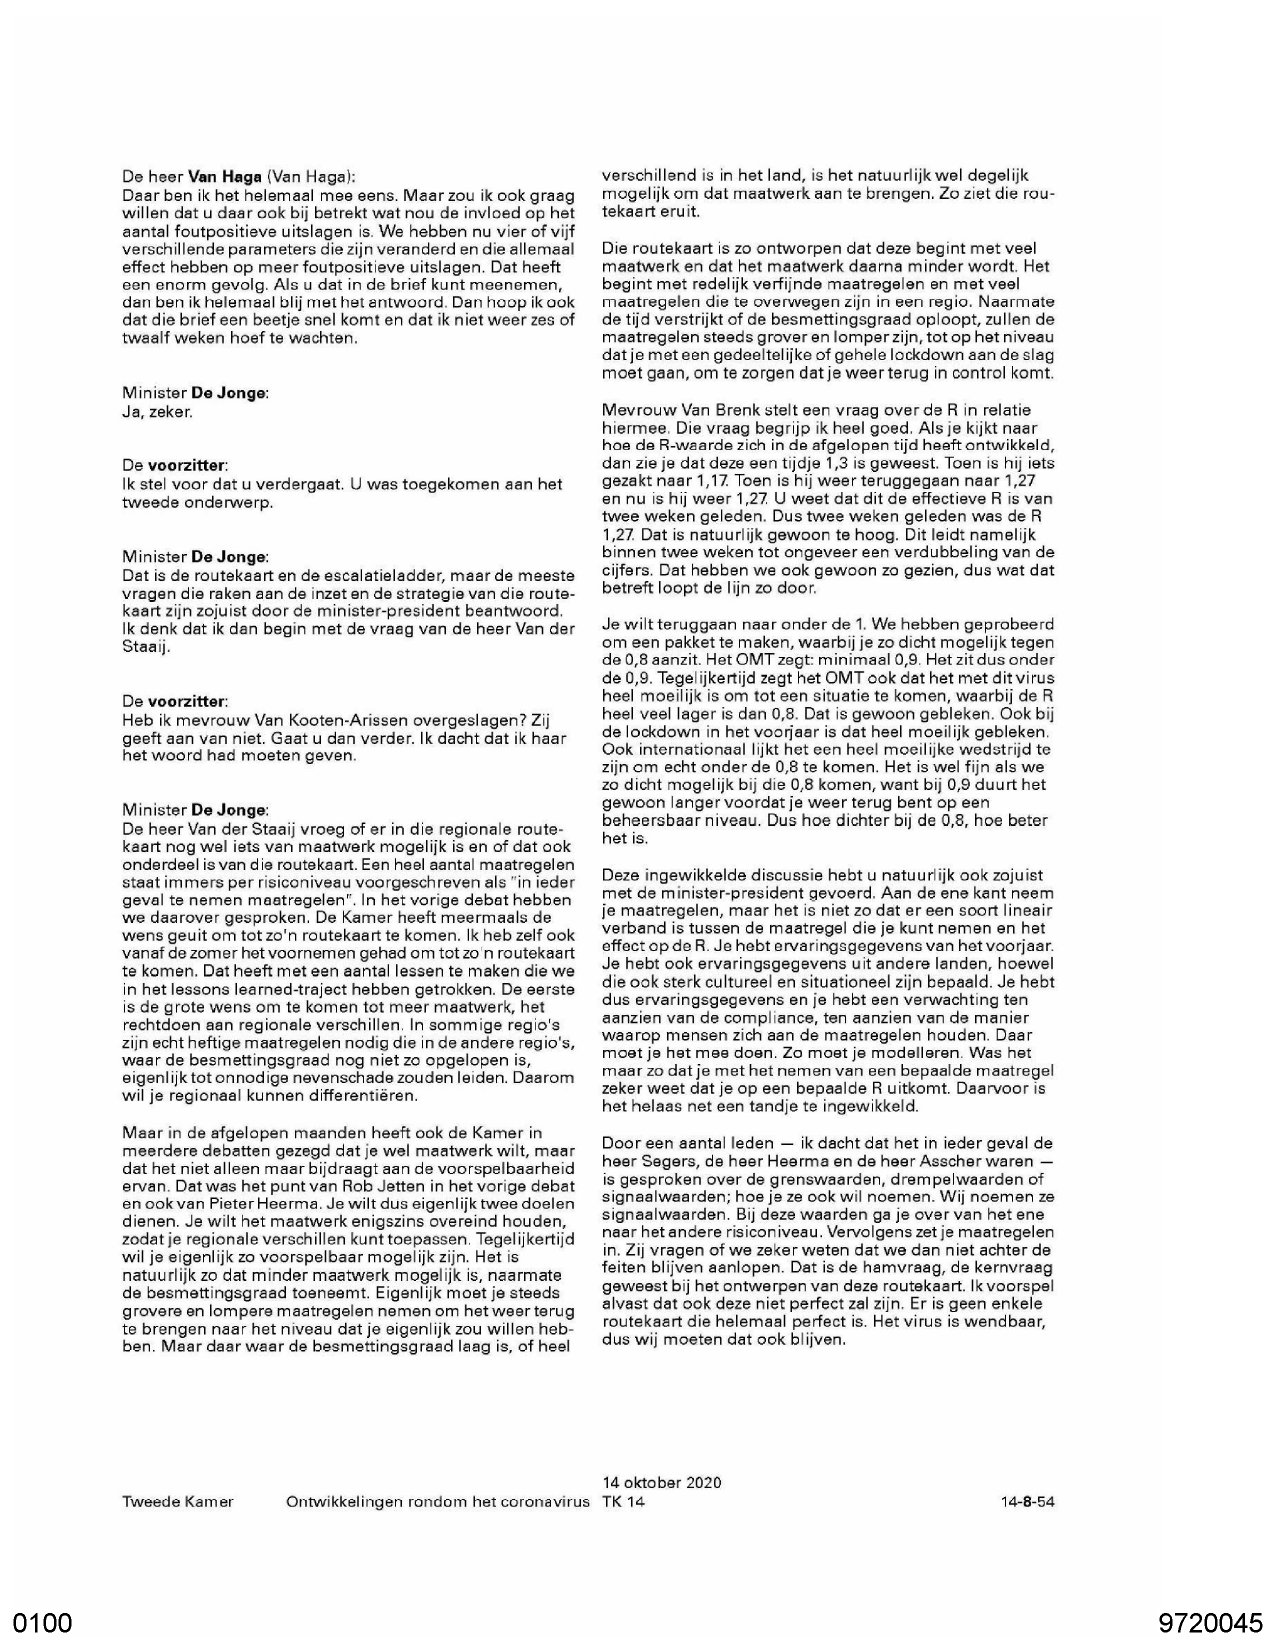 De heer Van Haga (Van Haga):
Daar ben ik het helemaal mee eens. Maar zou ik ook graag
willen dat u daar ook bij betrekt wat nou de invloed op het
aantal foutpositieve uitslagen is. We hebben nu vier of vijf
verschillende parameters die zijn veranderd en die allemaal
effect hebben op meer foutpositieve uitslagen. Dat heeft
een enorm gevolg. Als u dat in de brief kunt meenemen,
dan ben ik helemaal blij met het antwoord. Dan hoop ik ook
dat die brief een beetje snel komt en dat ik niet weer zes of
twaalf weken hoef te wachten.
Minister De Jonge:
Ja, zeker.
De voorzitter:
Ik stel voor dat u verdergaat. U was toegekomen aan het
tweede onderwerp.
Minister De Jonge:
Dat is de routekaart en de escalatieladder, maar de meeste
vragen die raken aan de inzet en de strategie van die route-
kaart zijn zojuist door de minister-president beantwoord.
Ik denk dat ik dan begin met de vraag van de heer Van der
Staaij.
De voorzitter:
Heb ik mevrouw Van Kooten-Arissen overgeslagen? Zij
geeft aan van niet. Gaat u dan verder. Ik dacht dat ik haar
het woord had moeten geven.
Minister De Jonge:
De heer Van der Staaij vroeg of er in die regionale route-
kaart nog wel iets van maatwerk mogelijk is en of dat ook
onderdeel is van die routekaart. Een heel aantal maatregelen
staat immers per risiconiveau voorgeschreven als "in ieder
geval te nemen maatregelen". In het vorige debat hebben
we daarover gesproken. De Kamer heeft meermaals de
wens geuit om tot zo'n routekaart te komen. Ik heb zelf ook
vanaf de zomer het voornemen gehad om tot zo'n routekaart
te komen. Dat heeft met een aantal lessen te maken die we
in het lessons learned-traject hebben getrokken. De eerste
is de grote wens om te komen tot meer maatwerk, het
rechtdoen aan regionale verschillen. In sommige regio's
zijn echt heftige maatregelen nodig die in de andere regio's,
waar de besmettingsgraad nog niet zo opgelopen is,
eigenlijk tot onnodige nevenschade zouden leiden. Daarom
wil je regionaal kunnen differentiëren.
Maar in de afgelopen maanden heeft ook de Kamer in
meerdere debatten gezegd dat je wel maatwerk wilt, maar
dat het niet alleen maar bijdraagt aan de voorspelbaarheid
ervan. Dat was het punt van Rob Jetten in het vorige debat
en ook van Pieter Heerma. Je wilt dus eigenlijk twee doelen
dienen. Je wilt het maatwerk enigszins overeind houden,
zodat je regionale verschillen kunt toepassen. Tegelijkertijd
wil je eigenlijk zo voorspelbaar mogelijk zijn. Het is
natuurlijk zo dat minder maatwerk mogelijk is, naarmate
de besmettingsgraad toeneemt. Eigenlijk moet je steeds
grovere en lompere maatregelen nemen om het weer terug
te brengen naar het niveau dat je eigenlijk zou willen heb-
ben. Maar daar waar de besmettingsgraad laag is, of heel
verschillend is in het land, is het natuurlijk wel degelijk
mogelijk om dat maatwerk aan te brengen. Zo ziet die rou-
tekaart eruit.
Die routekaart is zo ontworpen dat deze begint met veel
maatwerk en dat het maatwerk daarna minder wordt. Het
begint met redelijk verfijnde maatregelen en met veel
maatregelen die te overwegen zijn in een regio. Naarmate
de tijd verstrijkt of de besmettingsgraad oploopt, zullen de
maatregelen steeds grover en lomper zijn, tot op het niveau
dat je met een gedeeltelijke of gehele lockdown aan de slag
moet gaan, om te zorgen dat je weer terug in control komt.
Mevrouw Van Brenk stelt een vraag over de R in relatie
hiermee. Die vraag begrijp ik heel goed. Als je kijkt naar
hoe de R-waarde zich in de afgelopen tijd heeft ontwikkeld,
dan zie je dat deze een tijdje 1,3 is geweest. Toen is hij iets
gezakt naar 1,17. Toen is hij weer teruggegaan naar 1,27
en nu is hij weer 1,27. U weet dat dit de effectieve R is van
twee weken geleden. Dus twee weken geleden was de R
1,27. Dat is natuurlijk gewoon te hoog. Dit leidt namelijk
binnen twee weken tot ongeveer een verdubbeling van de
cijfers. Dat hebben we ook gewoon zo gezien, dus wat dat
betreft loopt de lijn zo door.
Je wilt teruggaan naar onder de 1. We hebben geprobeerd
om een pakket te maken, waarbij je zo dicht mogelijk tegen
de 0,8 aanzit. Het OMT zegt: minimaal 0,9. Het zit dus onder
de 0,9. Tegelijkertijd zegt het OMT ook dat het met dit virus
heel moeilijk is om tot een situatie te komen, waarbij de R
heel veel lager is dan 0,8. Dat is gewoon gebleken. Ook bij
de lockdown in het voorjaar is dat heel moeilijk gebleken.
Ook internationaal lijkt het een heel moeilijke wedstrijd te
zijn om echt onder de 0,8 te komen. Het is wel fijn als we
zo dicht mogelijk bij die 0,8 komen, want bij 0,9 duurt het
gewoon langer voordat je weer terug bent op een
beheersbaar niveau. Dus hoe dichter bij de 0,8, hoe beter
het is.
Deze ingewikkelde discussie hebt u natuurlijk ook zojuist
met de minister-president gevoerd. Aan de ene kant neem
je maatregelen, maar het is niet zo dat er een soort lineair
verband is tussen de maatregel die je kunt nemen en het
effect op de R. Je hebt ervaringsgegevens van het voorjaar.
Je hebt ook ervaringsgegevens uit andere landen, hoewel
die ook sterk cultureel en situationeel zijn bepaald. Je hebt
dus ervaringsgegevens en je hebt een verwachting ten
aanzien van de compliance, ten aanzien van de manier
waarop mensen zich aan de maatregelen houden. Daar
moet je het mee doen. Zo moet je modelleren. Was het
maar zo dat je met het nemen van een bepaalde maatregel
zeker weet dat je op een bepaalde R uitkomt. Daarvoor is
het helaas net een tandje te ingewikkeld.
Door een aantal leden — ik dacht dat het in ieder geval de
heer Segers, de heer Heerma en de heer Asscher waren —
is gesproken over de grenswaarden, drempelwaarden of
signaalwaarden; hoe je ze ook wil noemen. Wij noemen ze
signaalwaarden. Bij deze waarden ga je over van het ene
naar het andere risiconiveau. Vervolgens zet je maatregelen
in. Zij vragen of we zeker weten dat we dan niet achter de
feiten blijven aanlopen. Dat is de hamvraag, de kernvraag
geweest bij het ontwerpen van deze routekaart. Ik voorspel
alvast dat ook deze niet perfect zal zijn. Er is geen enkele
routekaart die helemaal perfect is. Het virus is wendbaar,
dus wij moeten dat ook blijven.
14 oktober 2020
Tweede Kamer Ontwikkelingen rondom het coronavirus TK 14 14-8-54
0100 9720045